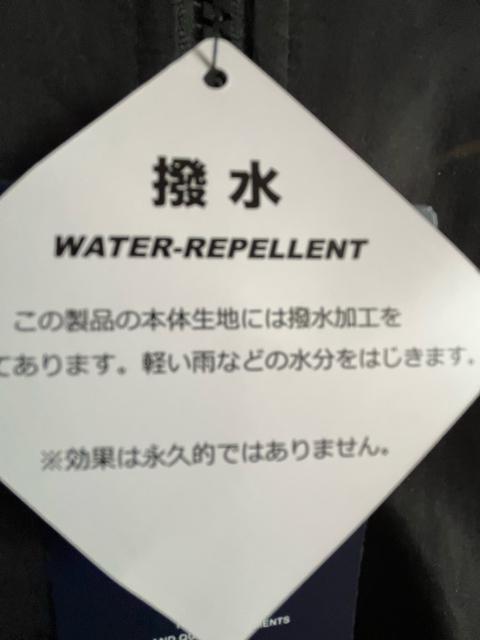 撥水
WATER-REPELLENT
この製品の本体生地には撥水加工を
てあります。軽い雨などの水分をはじきます。
※効果は永久的ではありません。